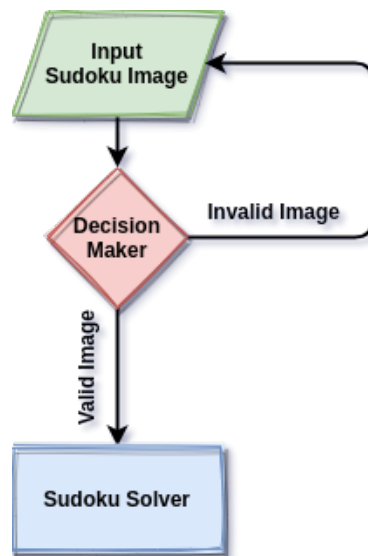 Input
Sudoku Image
Decision
Maker
Invalid Image
Valid Image
Sudoku Solver